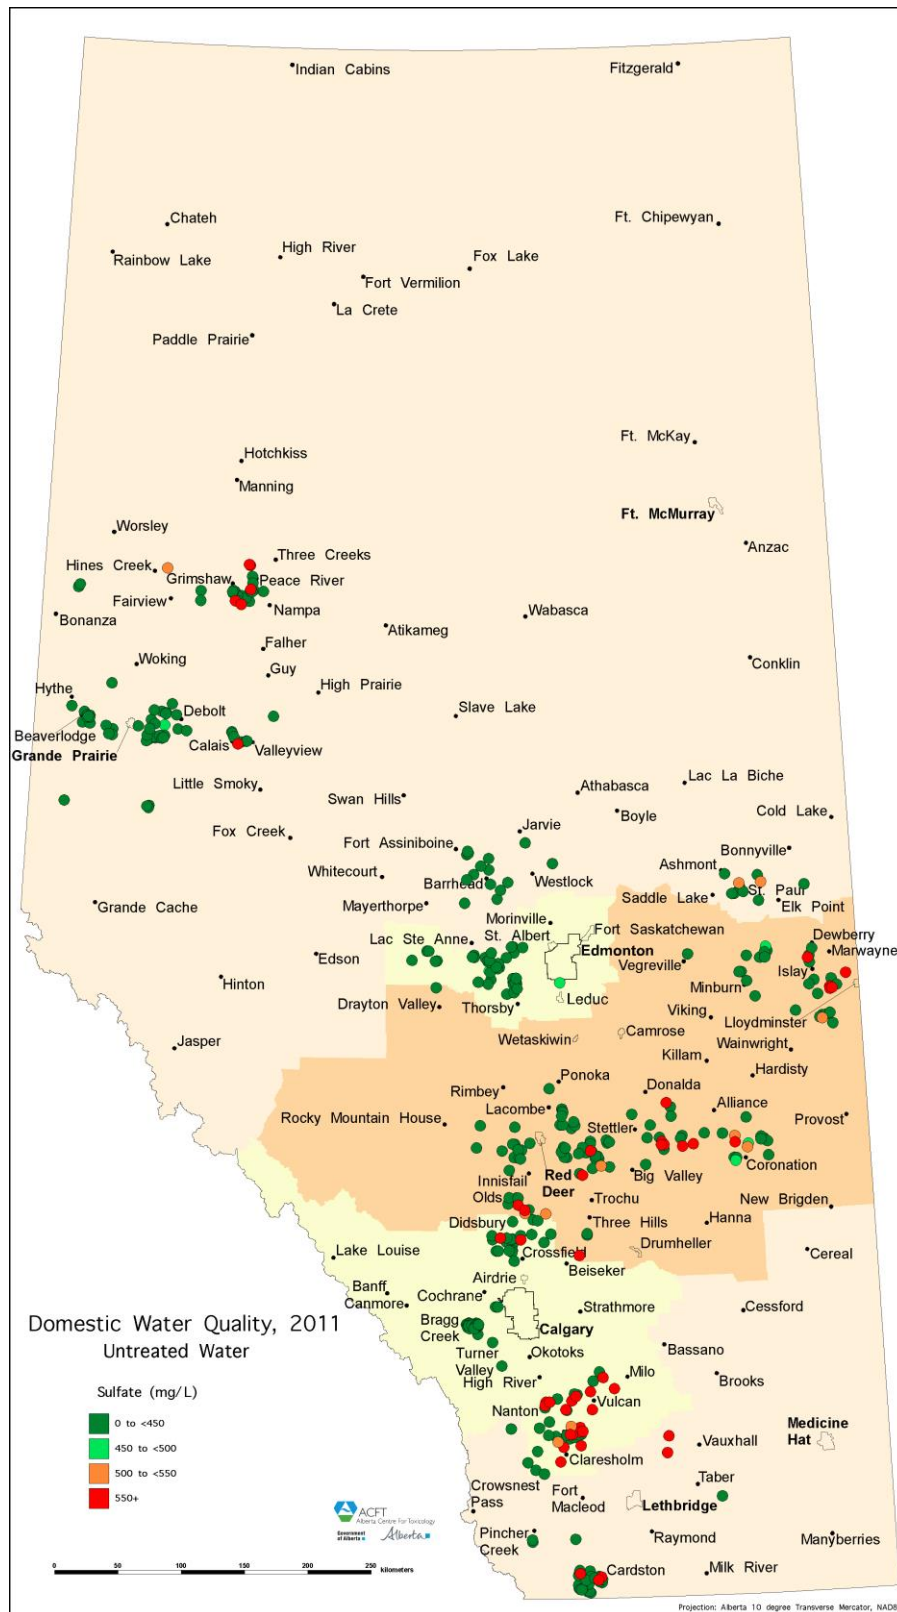 Indian Cabins
Fitzgerald
Chateh
Ft. Chipewyan
High River
Rainbow Lake
Fox Lake
Fort Vermilion
La Crete
Paddle Prairie
Ft. McKay
Hotchkiss
Manning
Ft. McMurray
Worsley
Anzac
Three Creeks
Hines Creek
Grimshaw
Peace River
Fairview
Nampa
Bonanza
Wabasca
Atikameg
Falher
Woking
Conklin
Guy
Hythe
High Prairie
Debolt
Slave Lake
Beaverlodge
Calais
Valleyview
Grande Prairie
Lac La Biche
Little Smoky
Athabasca
Swan Hills
Cold Lake
Boyle
Jarvie
Fox Creek
Fort Assiniboine
Bonnyville
Ashmont
Whitecourt
Barrhead
Westlock
St. Paul
Saddle Lake
Elk Point
Grande Cache
Mayerthorpe
Morinville
Fort Saskatchewan
Lac Ste Anne
St. Albert
Dewberry
Edmonton
Marwayne
Edson
Vegreville
Islay
Hinton
Minburn
Leduc
Drayton Valley
Thorsby
Viking
Lloydminster
Camrose
Wetaskiwin
Wainwright
Jasper
Killam
Hardisty
Ponoka
Rimbey
Donalda
Lacombe
Alliance
Rocky Mountain House
Provost
Stettler
Coronation
Red
Deer
Big Valley
Innisfail
Olds
Trochu
New Brigden
Didsbury
Three Hills
Hanna
Drumheller
Lake Louise
Crossfield
Cereal
Beiseker
Airdrie
Banff
Cochrane
Canmore
Strathmore
Cessford
Bragg
Creek
Calgary
Turner
Valley
Okotoks
Bassano
High River
Milo
Brooks
Nanton
Vulcan
Medicine
Hat
Vauxhall
Claresholm
Crowsnest
Pass
Fort
Macleod
Taber
Lethbridge
Pincher
Creek
Raymond
Manyberries
Cardston
Milk River
Domestic Water Quality, 2011
Untreated Water
Sulfate (mg/L)
0 to <450
450 to <500
500 to <550
550+
ACFT
Alberta Centre For Toxicology
Government
of Alberta
Alberta
0 50 100 150 200 250
kilometers
Projection: Alberta 10 degree Transverse Mercator, NAD8